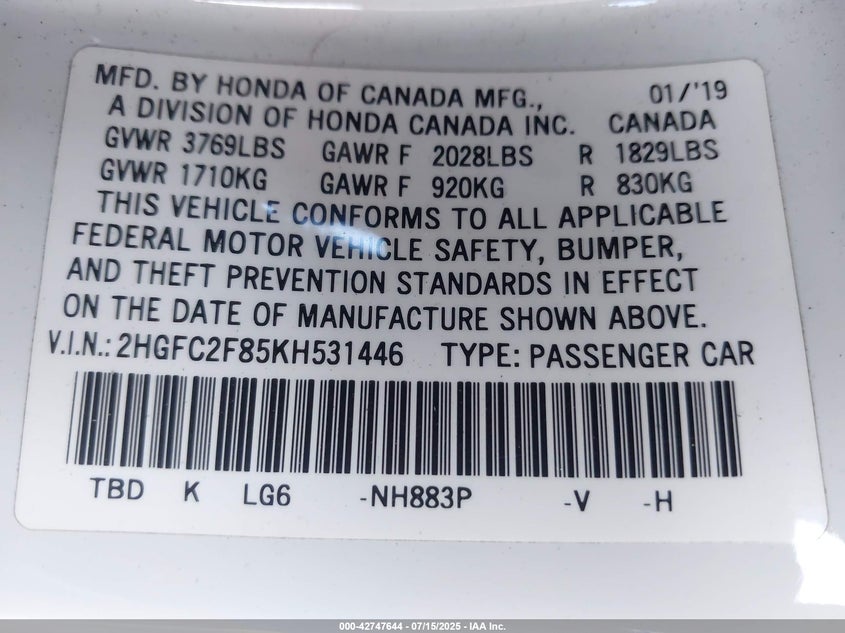 MFD. BY HONDA OF CANADA MFG., 01/'19
A DIVISION OF HONDA CANADA INC. CANADA
GVWR 3769LBS GAWR F 2028LBS R 1829LBS
GVWR 1710KG GAWR F 920KG R 830KG
THIS VEHICLE CONFORMS TO ALL APPLICABLE
FEDERAL MOTOR VEHICLE SAFETY, BUMPER,
AND THEFT PREVENTION STANDARDS IN EFFECT
ON THE DATE OF MANUFACTURE SHOWN ABOVE.
V.I.N.: 2HGFC2F85KH531446 TYPE: PASSENGER CAR
TBD K LG6 -NH883P -V -H
000-42747644 - 07/15/2025 - IAA Inc.